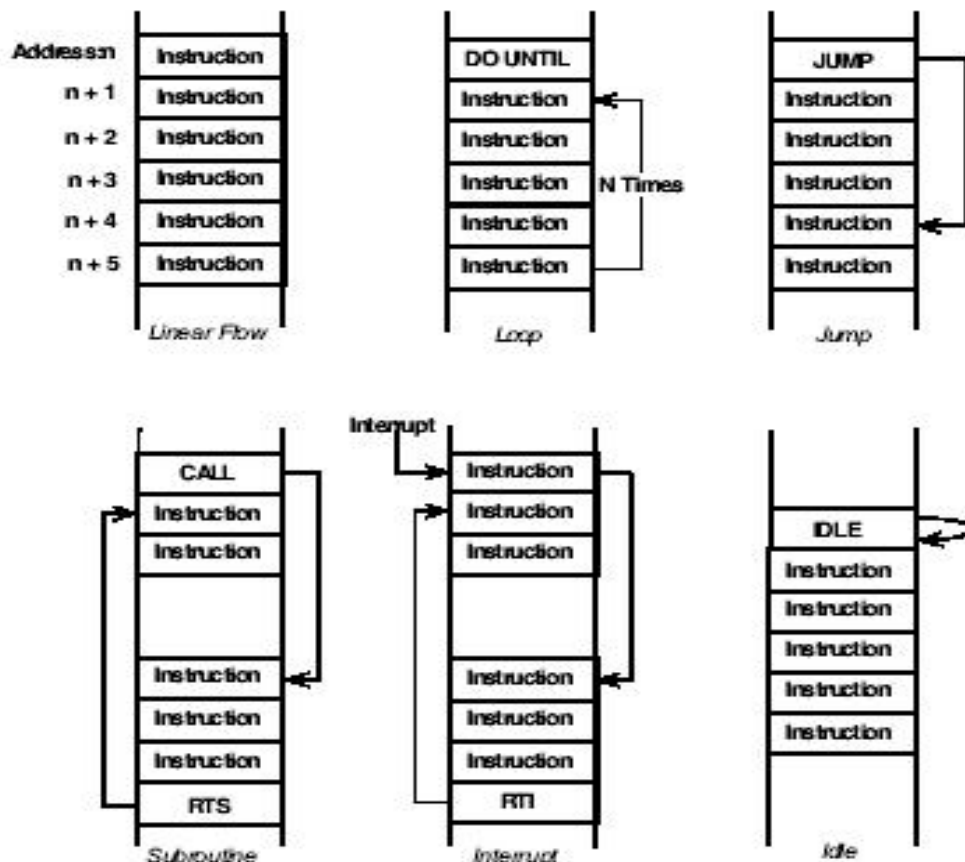 Address:n
Instruction
n + 1
Instruction
n + 2
Instruction
n + 3
Instruction
n + 4
Instruction
n + 5
Instruction
Linear Flow
DO UNTIL
Instruction
Instruction
Instruction
Instruction
Instruction
N Times
Loop
JUMP
Instruction
Instruction
Instruction
Instruction
Instruction
Jump
CALL
Instruction
Instruction
Instruction
Instruction
Instruction
RTS
Subroutine
Interrupt
Instruction
Instruction
Instruction
Instruction
Instruction
Instruction
RTI
Interrupt
IDLE
Instruction
Instruction
Instruction
Instruction
Instruction
Idle